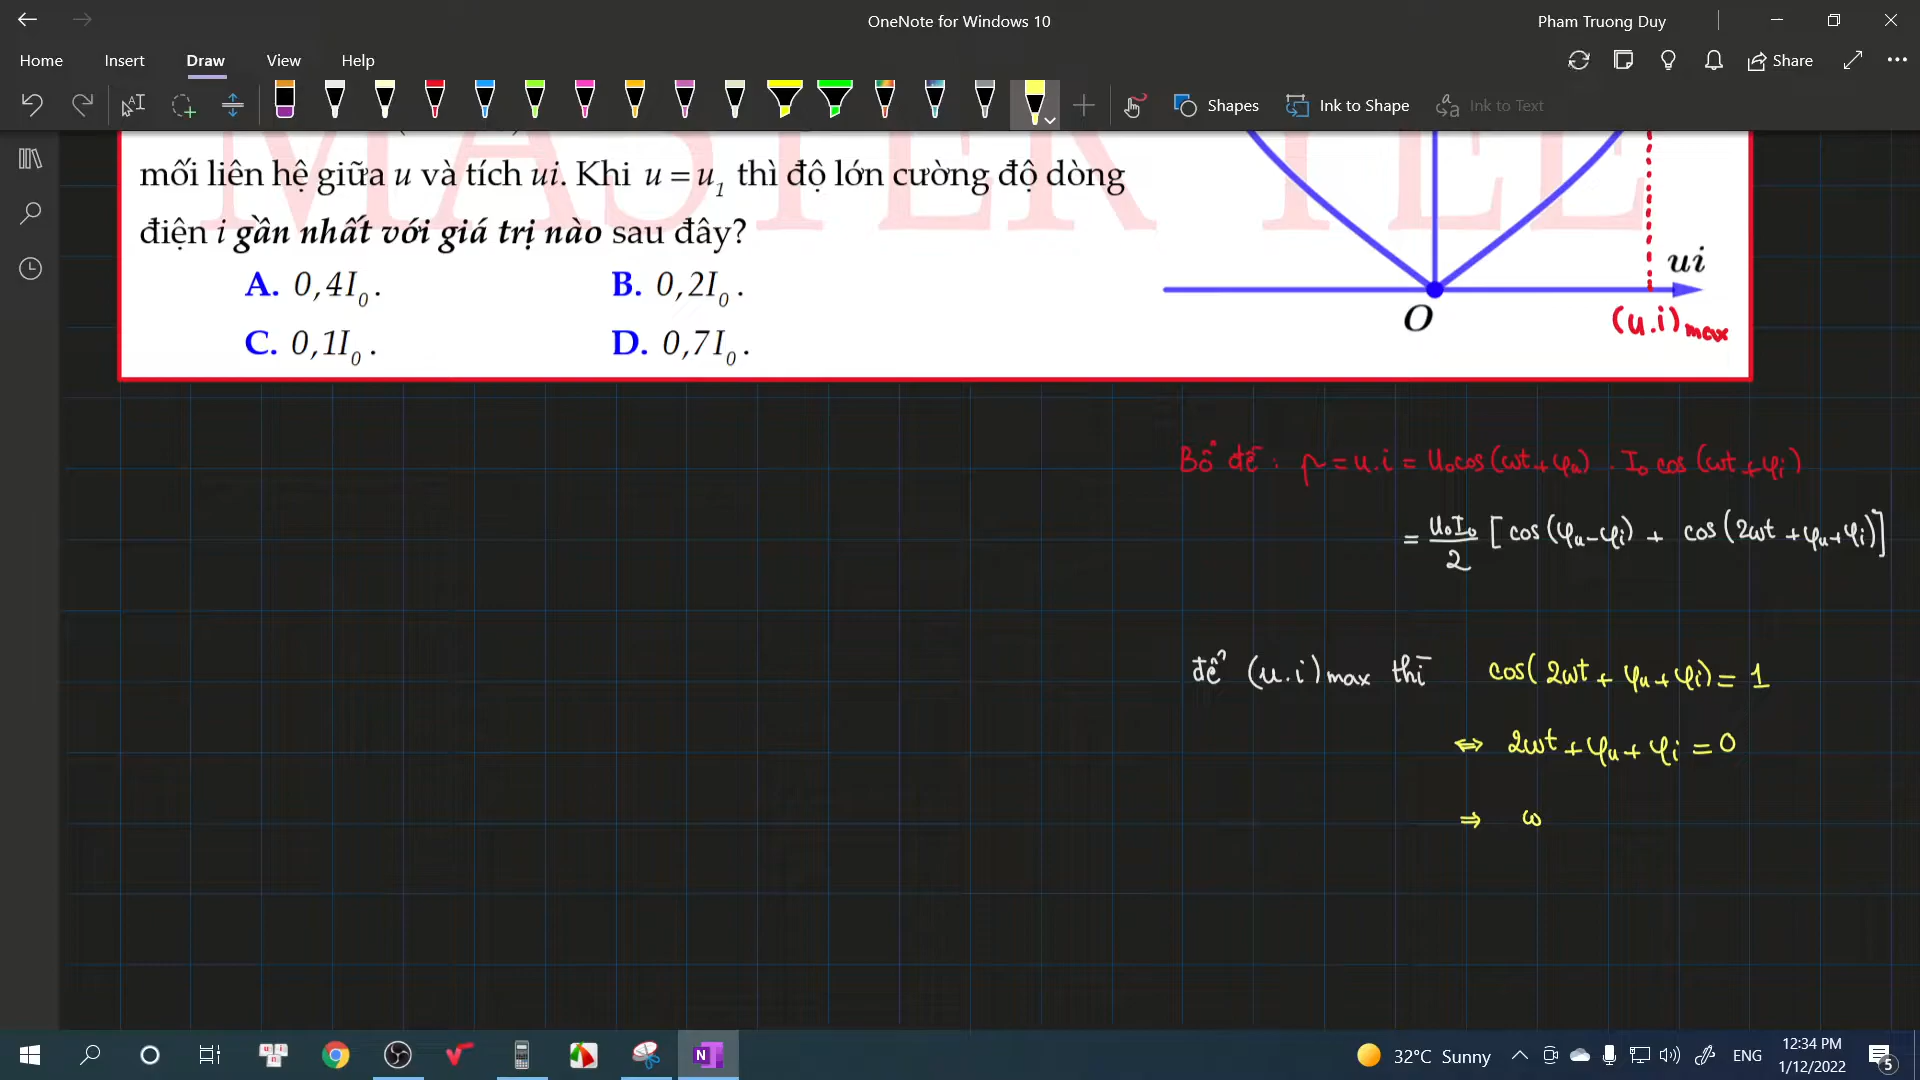 OneNote for Windows 10
Pham Truong Duy
Home Insert Draw View Help
Share
Shapes Ink to Shape Ink to Text
MASTER YEE
mối liên hệ giữa u và tích ui. Khi u = u₁ thì độ lớn cường độ dòng
điện i gần nhất với giá trị nào sau đây?
A. 0,4I₀.
B. 0,2I₀.
C. 0,1I₀.
D. 0,7I₀.
ui
O
(u.i)max
Bổ đề: p = u.i = U₀cos(ωt+φu) . I₀ cos(ωt+φi)
= U₀I₀/2 [cos(φu-φi) + cos(2ωt+φu+φi)]
để (u.i)max thì cos(2ωt + φu+φi) = 1
⇔ 2ωt+φu+φi = 0
⇒ ω
32°C Sunny
ENG
12:34 PM
1/12/2022
5